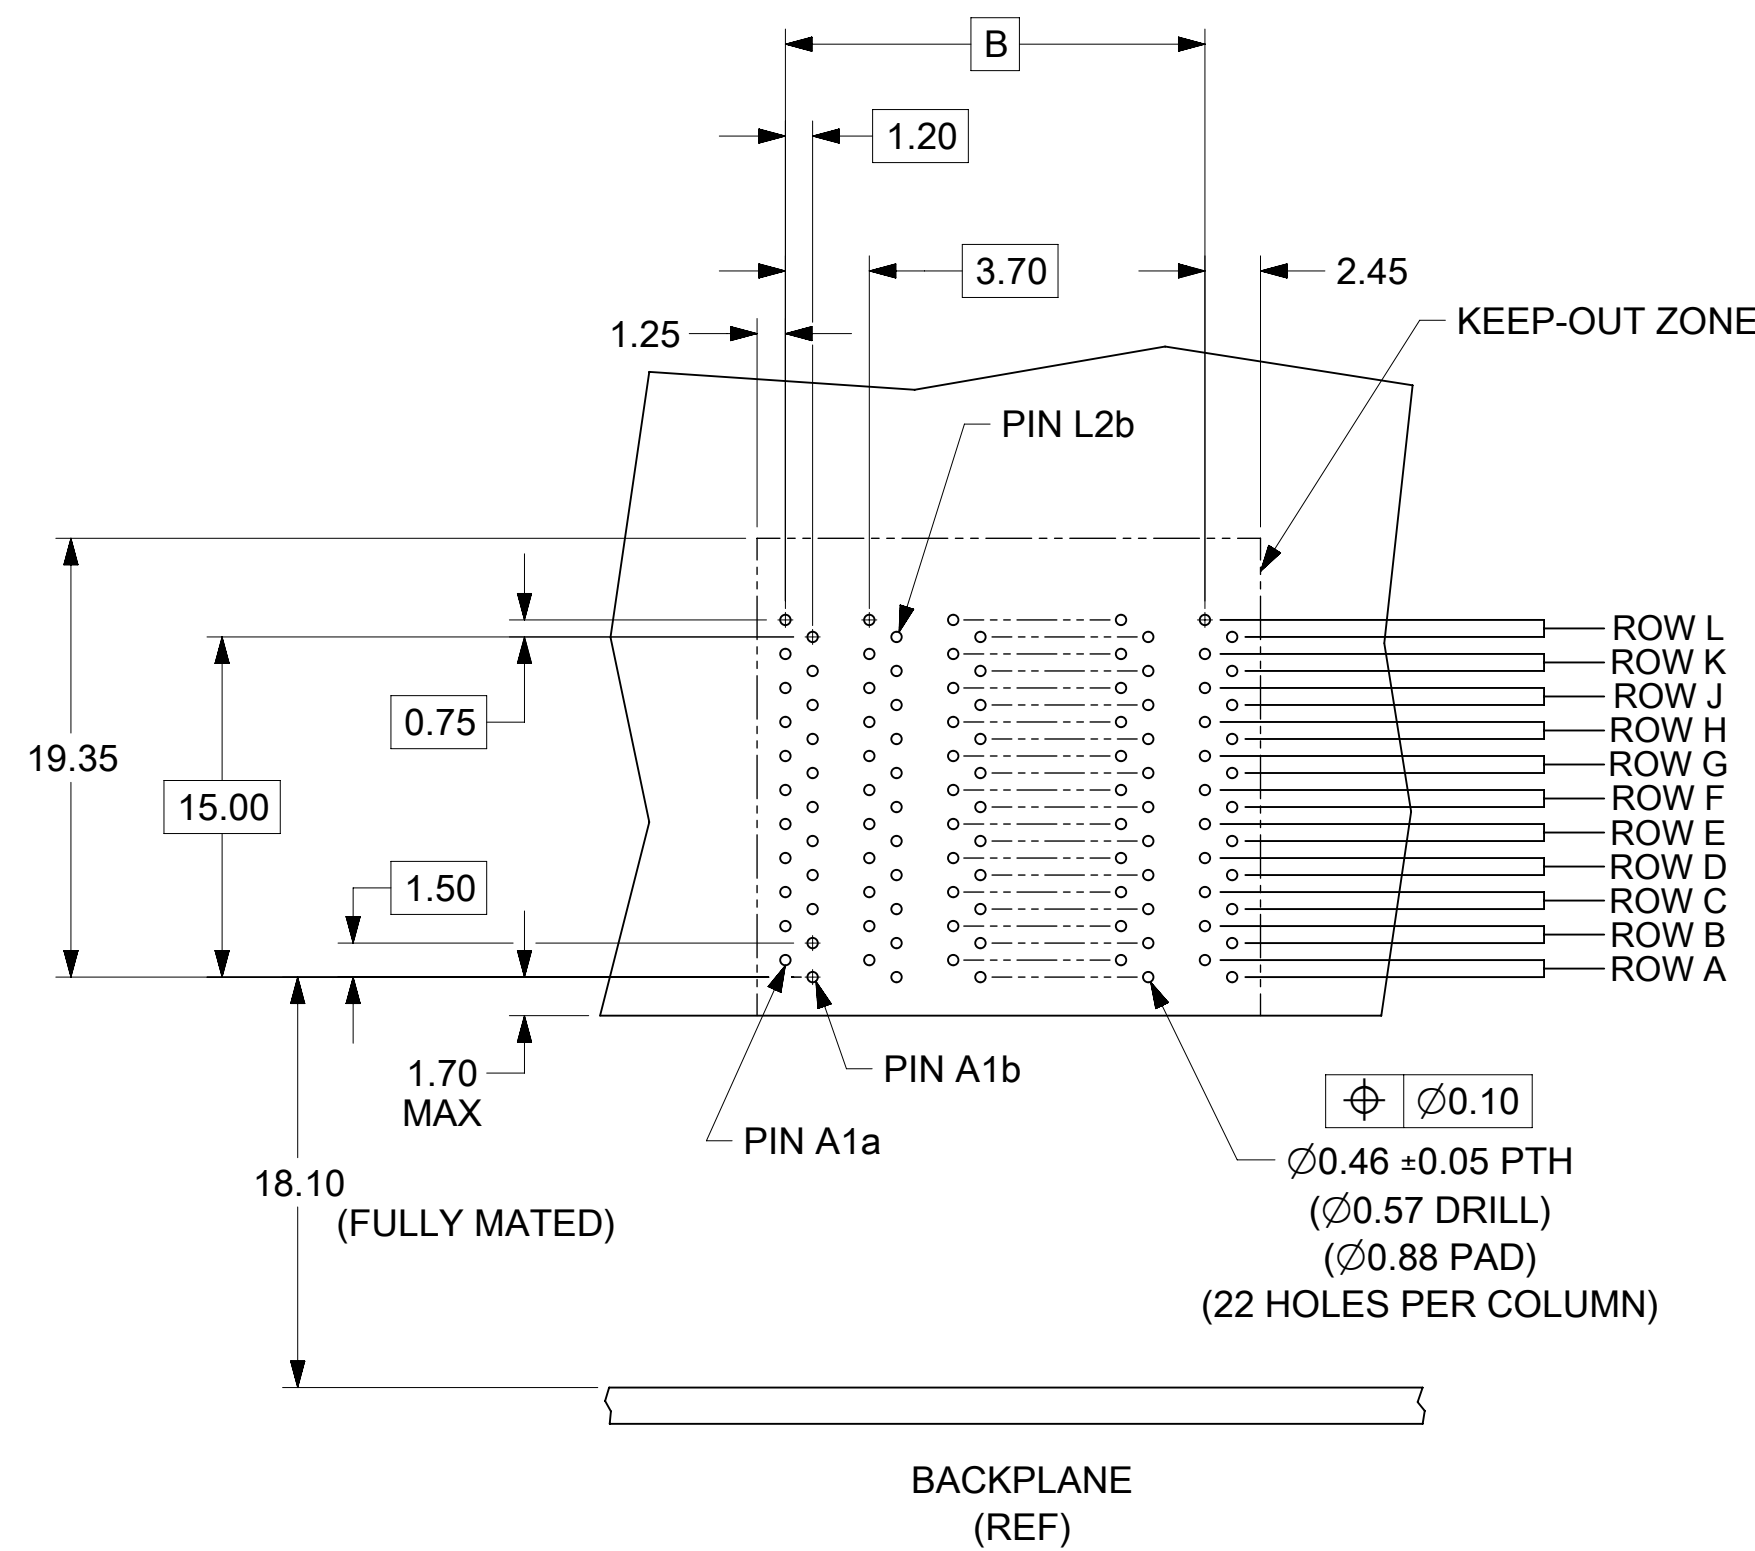 B
1.20
3.70
2.45
1.25
KEEP-OUT ZONE
PIN L2b
ROW L
ROW K
ROW J
ROW H
ROW G
ROW F
ROW E
ROW D
ROW C
ROW B
ROW A
0.75
19.35
15.00
1.50
1.70
MAX
PIN A1b
PIN A1a
18.10
(FULLY MATED)
⌖ ∅0.10
∅0.46 ±0.05 PTH
(∅0.57 DRILL)
(∅0.88 PAD)
(22 HOLES PER COLUMN)
BACKPLANE
(REF)